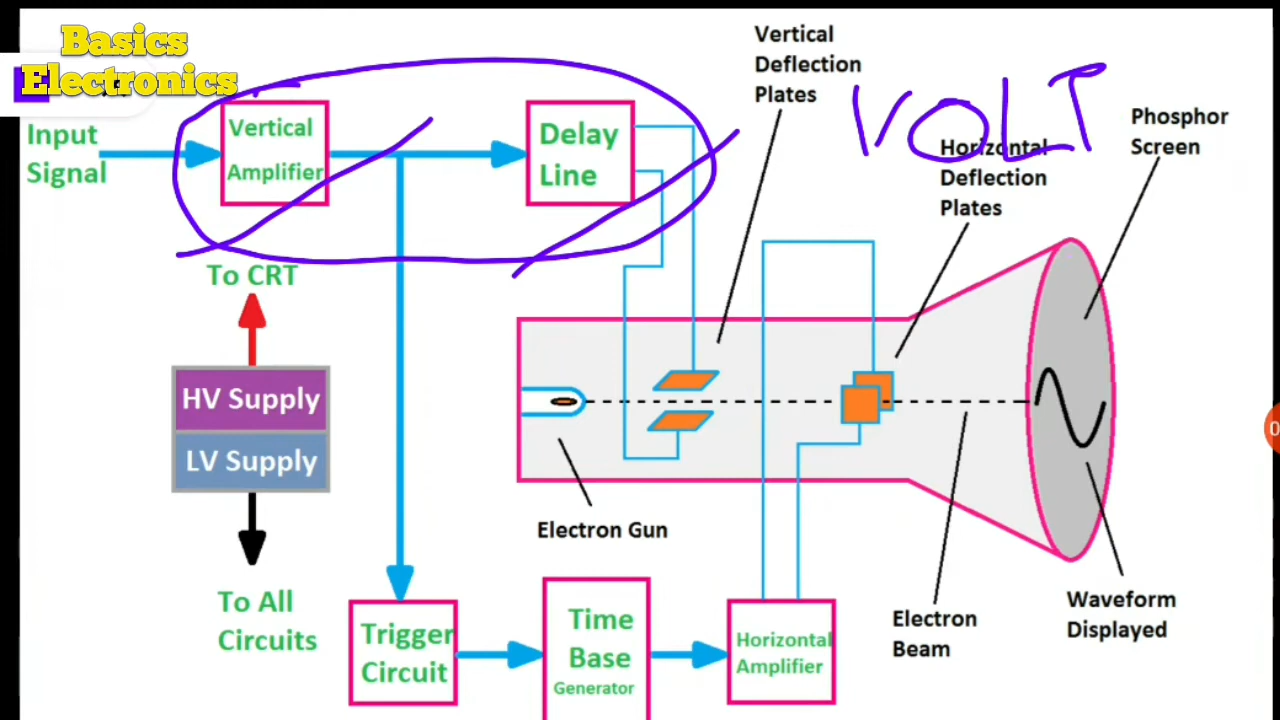 Basics
Electronics
Input
Signal
Vertical
Amplifier
Delay
Line
Vertical
Deflection
Plates
VOLT
Horizontal
Deflection
Plates
Phosphor
Screen
To CRT
HV Supply
LV Supply
To All
Circuits
Electron Gun
Trigger
Circuit
Time
Base
Generator
Horizontal
Amplifier
Electron
Beam
Waveform
Displayed